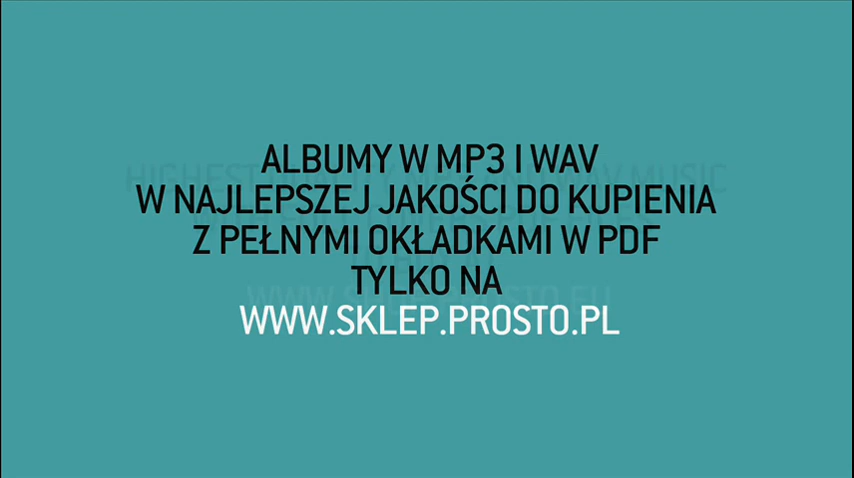 ALBUMY W MP3 I WAV
W NAJLEPSZEJ JAKOŚCI DO KUPIENIA
Z PEŁNYMI OKŁADKAMI W PDF
TYLKO NA
WWW.SKLEP.PROSTO.PL